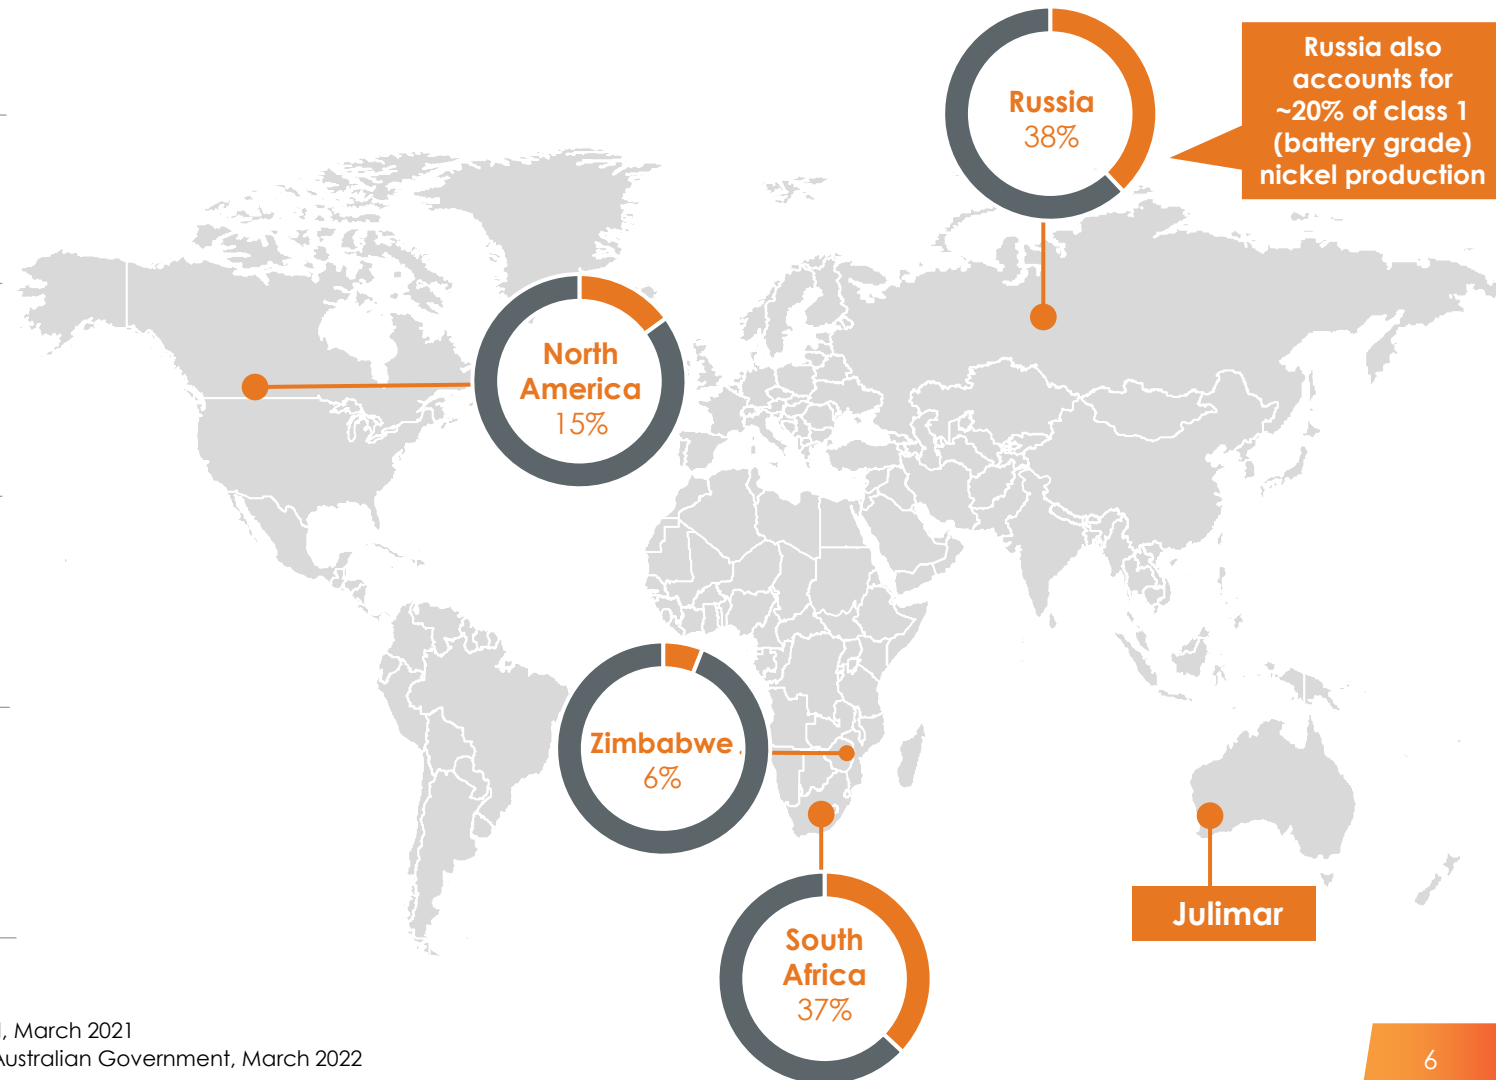 Russia
38%
Russia also
accounts for
~20% of class 1
(battery grade)
nickel production
North
America
15%
Zimbabwe
6%
South
Africa
37%
Julimar
, March 2021
Australian Government, March 2022
6